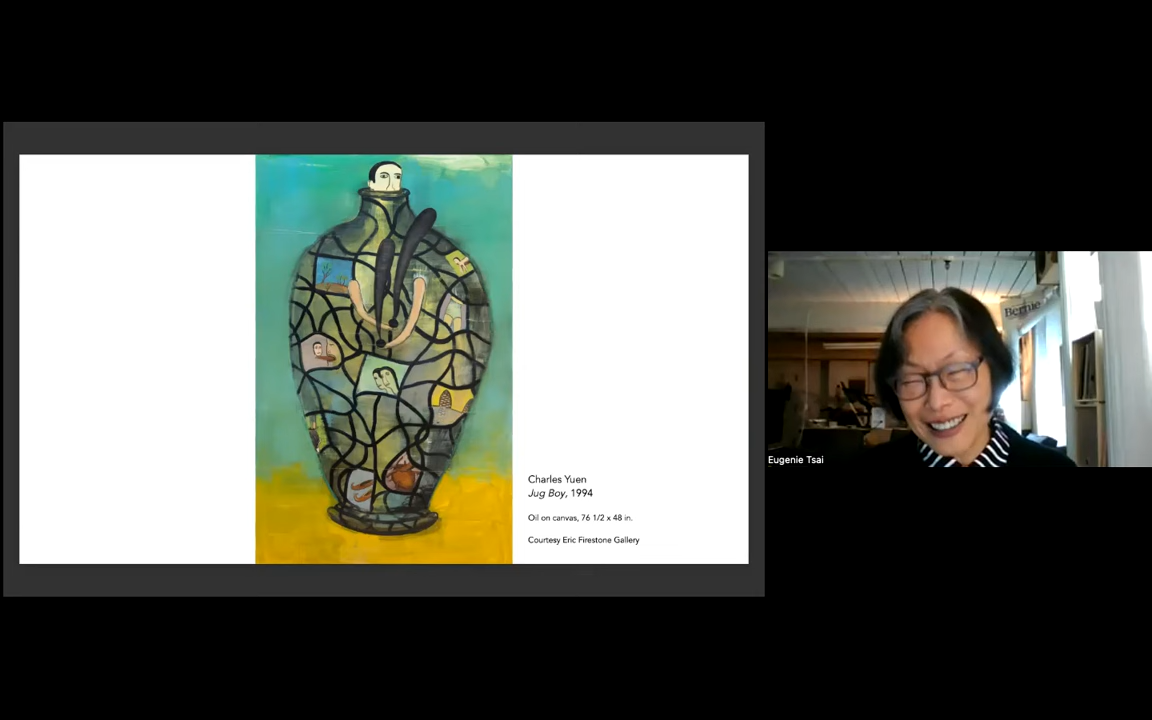 Charles Yuen
Jug Boy, 1994
Oil on canvas, 76 1/2 x 48 in.
Courtesy Eric Firestone Gallery
Bernie
Eugenie Tsai